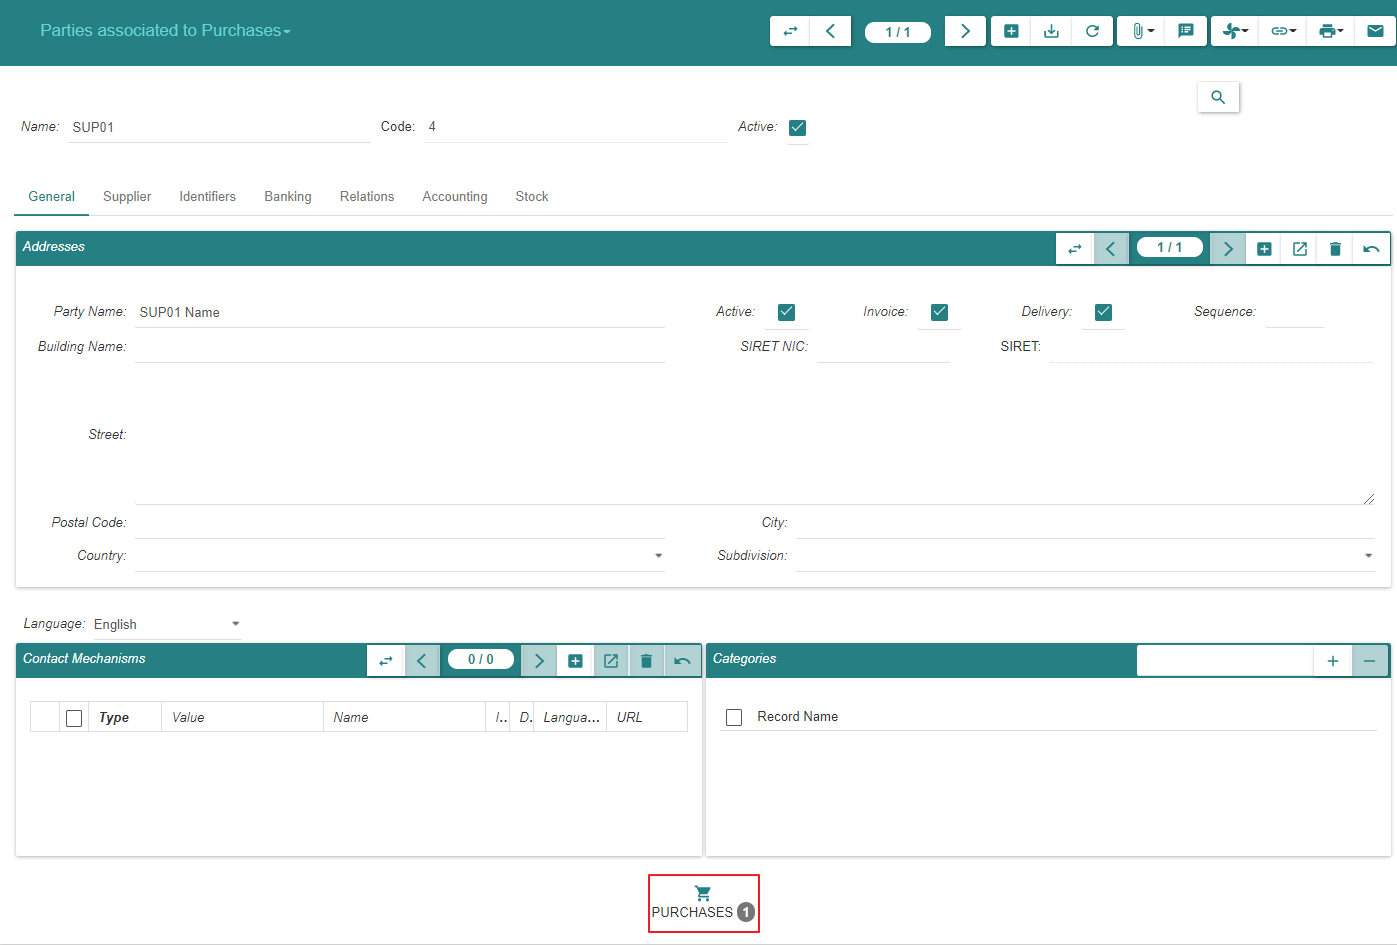 Parties associated to Purchases
1 / 1
Name: SUP01 Code: 4 Active:
General Supplier Identifiers Banking Relations Accounting Stock
Addresses 1 / 1
Party Name: SUP01 Name Active: Invoice: Delivery: Sequence:
Building Name: SIRET NIC: SIRET:
Street:
Postal Code: City:
Country: Subdivision:
Language: English
Contact Mechanisms 0 / 0
Type Value Name I.. D. Langua... URL
Categories
Record Name
PURCHASES 1